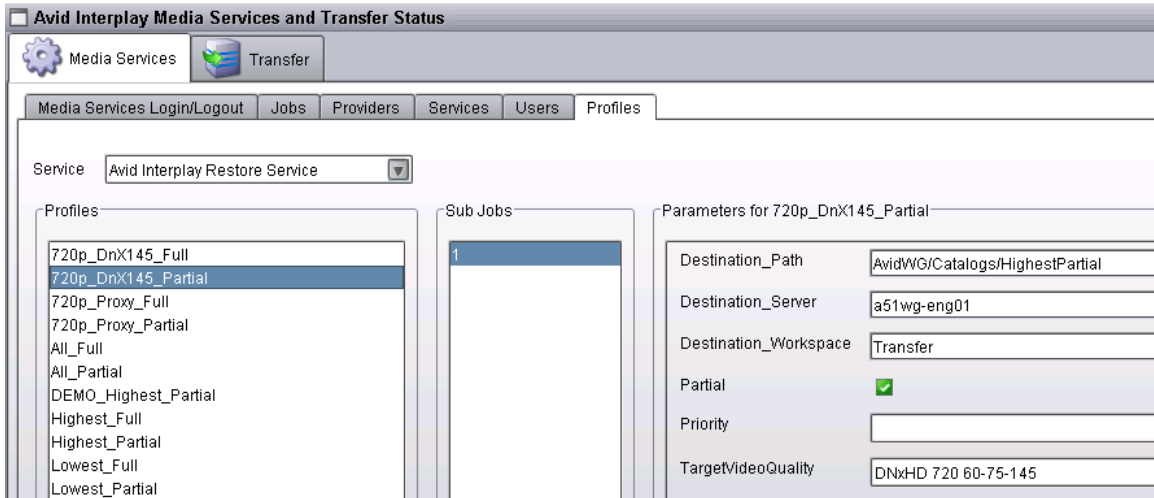 Avid Interplay Media Services and Transfer Status
Media Services Transfer
Media Services Login/Logout Jobs Providers Services Users Profiles
Service Avid Interplay Restore Service
Profiles
720p_DnX145_Full
720p_DnX145_Partial
720p_Proxy_Full
720p_Proxy_Partial
All_Full
All_Partial
DEMO_Highest_Partial
Highest_Full
Highest_Partial
Lowest_Full
Lowest_Partial
Sub Jobs
1
Parameters for 720p_DnX145_Partial
Destination_Path AvidWG/Catalogs/HighestPartial
Destination_Server a51wg-eng01
Destination_Workspace Transfer
Partial
Priority
TargetVideoQuality DNxHD 720 60-75-145